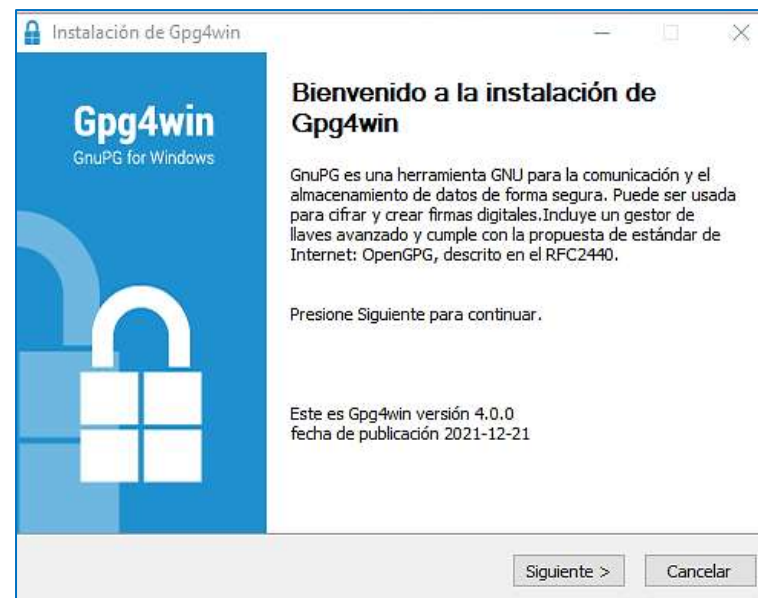 Instalación de Gpg4win
Gpg4win
GnuPG for Windows
Bienvenido a la instalación de
Gpg4win
GnuPG es una herramienta GNU para la comunicación y el
almacenamiento de datos de forma segura. Puede ser usada
para cifrar y crear firmas digitales.Incluye un gestor de
llaves avanzado y cumple con la propuesta de estándar de
Internet: OpenGPG, descrito en el RFC2440.
Presione Siguiente para continuar.
Este es Gpg4win versión 4.0.0
fecha de publicación 2021-12-21
Siguiente >
Cancelar